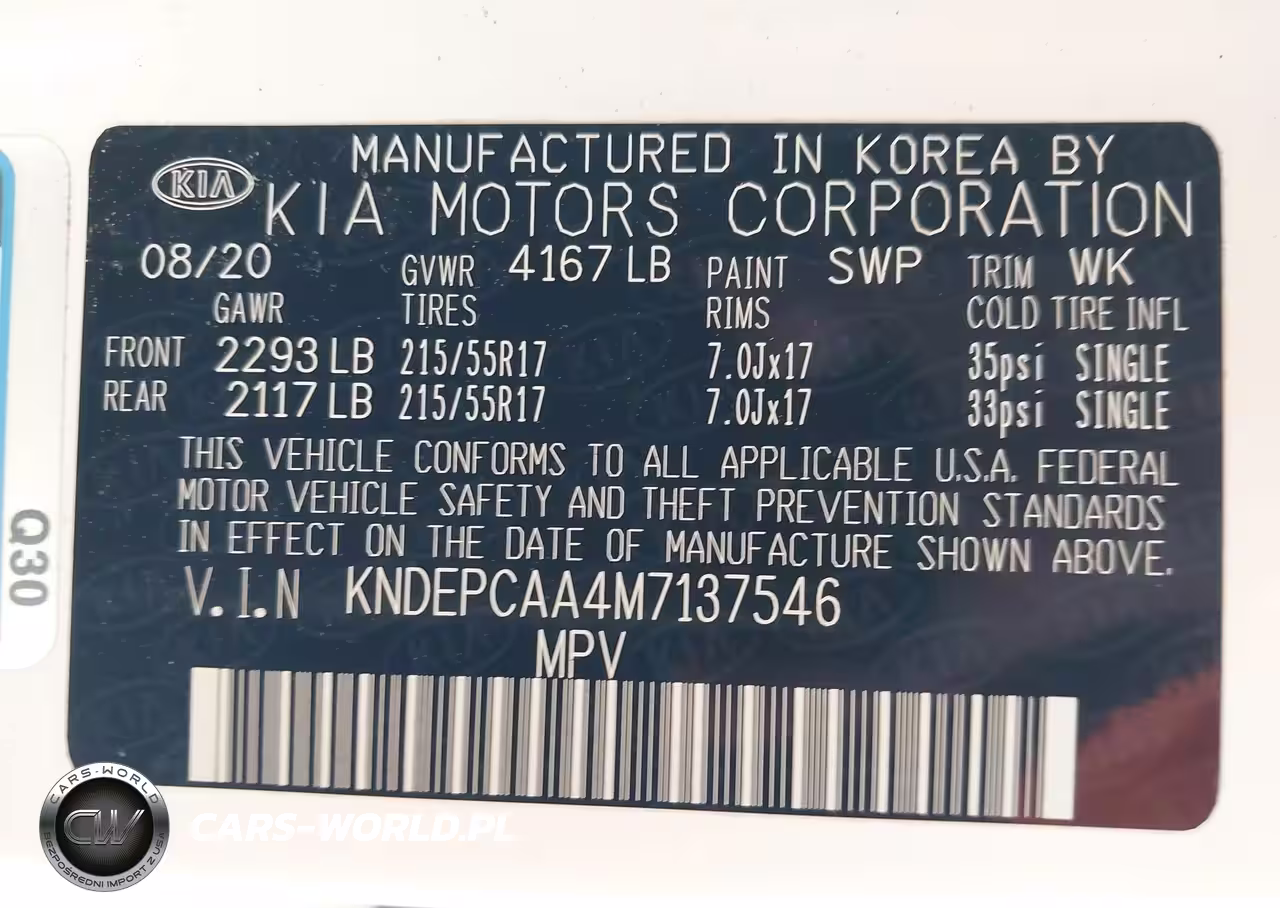 MANUFACTURED IN KOREA BY
KIA KIA MOTORS CORPORATION
08/20 GVWR 4167 LB PAINT SWP TRIM WK
GAWR TIRES RIMS COLD TIRE INFL
FRONT 2293 LB 215/55R17 7.0Jx17 35psi SINGLE
REAR 2117 LB 215/55R17 7.0Jx17 33psi SINGLE
THIS VEHICLE CONFORMS TO ALL APPLICABLE U.S.A. FEDERAL
MOTOR VEHICLE SAFETY AND THEFT PREVENTION STANDARDS
IN EFFECT ON THE DATE OF MANUFACTURE SHOWN ABOVE.
V.I.N KNDEPCAA4M7137546
MPV
Q30
CARS-WORLD
CW
BEZPOŚREDNI IMPORT Z USA
CARS-WORLD.PL